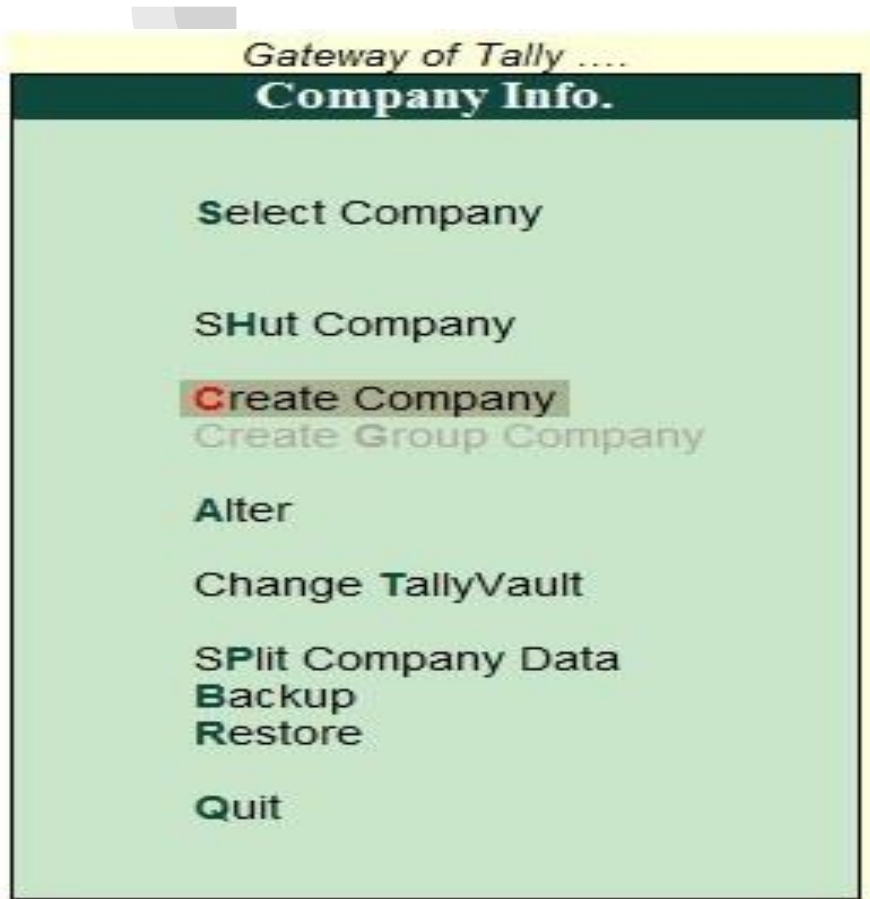 Gateway of Tally ....
Company Info.
Select Company
SHut Company
Create Company
Create Group Company
Alter
Change TallyVault
SPlit Company Data
Backup
Restore
Quit